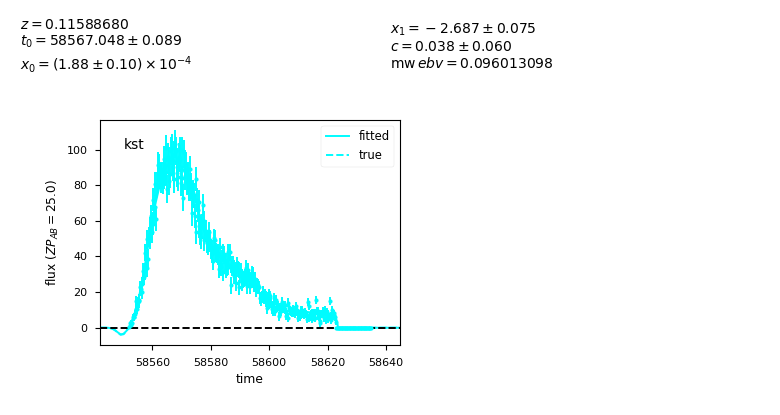 z = 0.11588680
t₀ = 58567.048 ± 0.089
x₀ = (1.88 ± 0.10) × 10⁻⁴
x₁ = −2.687 ± 0.075
c = 0.038 ± 0.060
mw ebv = 0.096013098
kst
fitted
true
flux (ZP_AB = 25.0)
100
80
60
40
20
0
58560 58580 58600 58620 58640
time